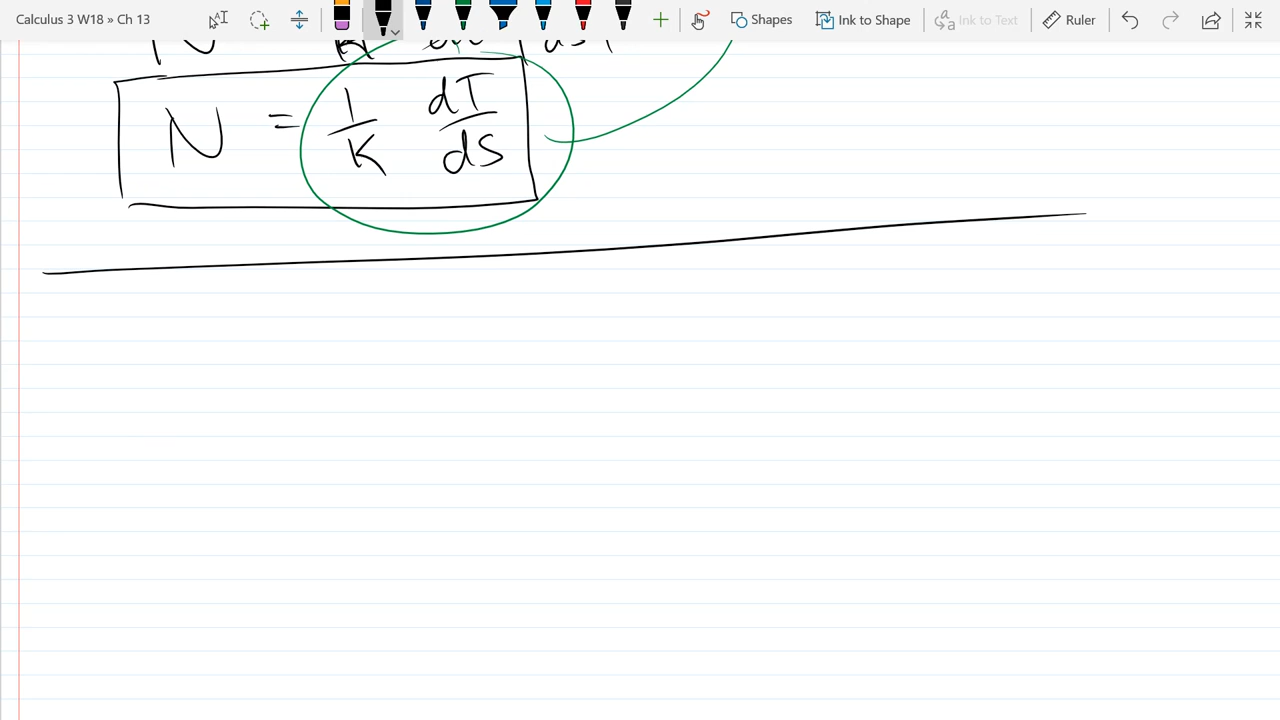 Calculus 3 W18 » Ch 13
Shapes
Ink to Shape
Ink to Text
Ruler
N = 1/K dT/dS